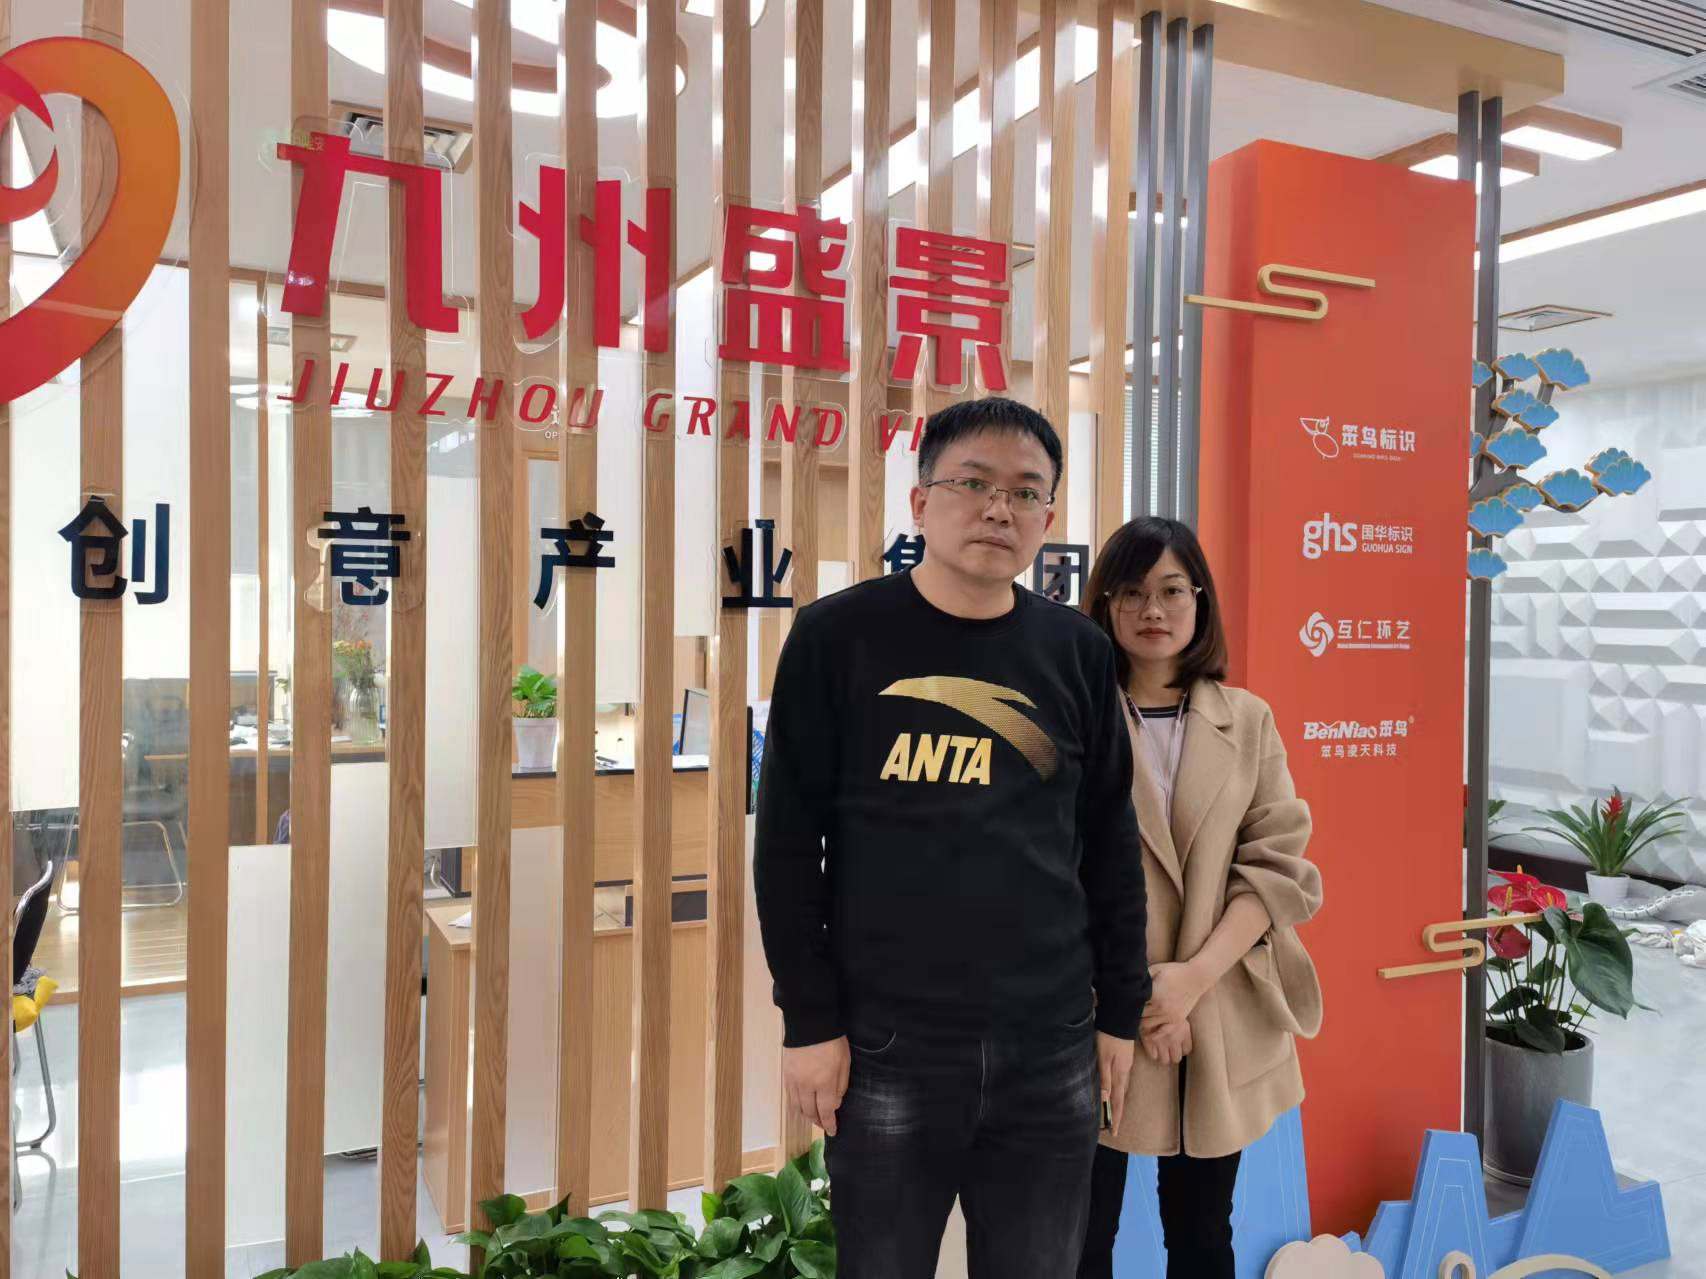 九州盛景
JIUZHOU GRAND VI
创意产业集团
笨鸟标识
ghs 国华标识
GUOHUA SIGN
互仁环艺
BenNiao 笨鸟®
笨鸟凌天科技
ANTA